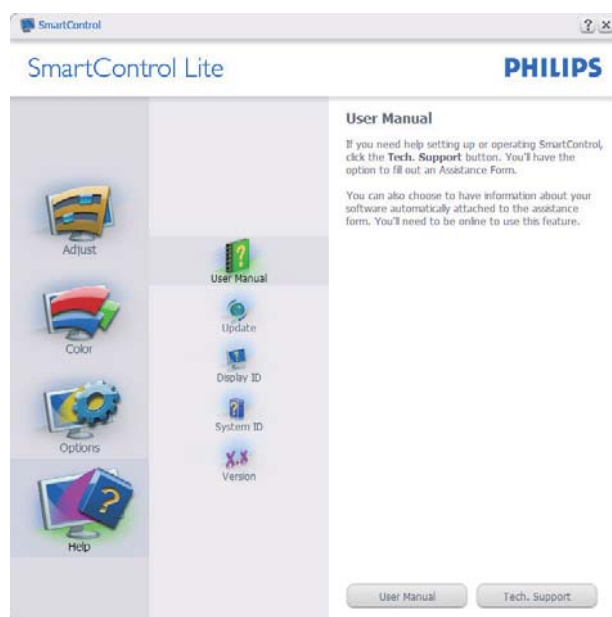 SmartControl
? x
SmartControl Lite
PHILIPS
Adjust
Color
Options
Help
User Manual
Update
Display ID
System ID
X.X
Version
User Manual
If you need help setting up or operating SmartControl,
click the Tech. Support button. You'll have the
option to fill out an Assistance Form.
You can also choose to have information about your
software automatically attached to the assistance
form. You'll need to be online to use this feature.
User Manual
Tech. Support